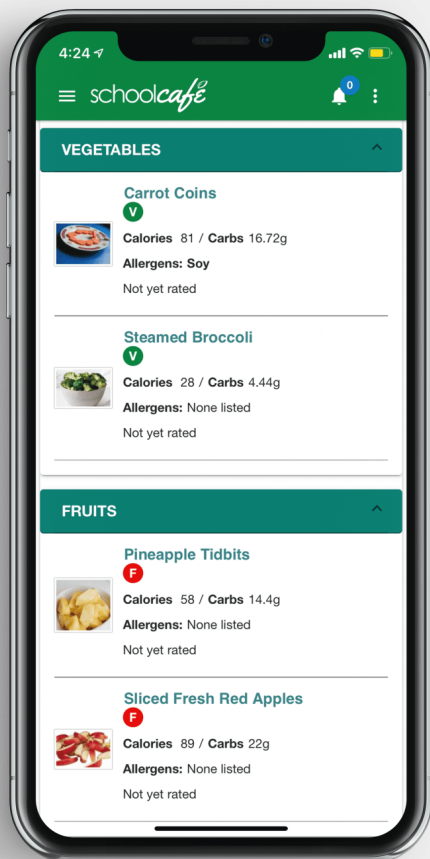 4:24
schoolcafé
0
VEGETABLES
Carrot Coins
V
Calories 81 / Carbs 16.72g
Allergens: Soy
Not yet rated
Steamed Broccoli
V
Calories 28 / Carbs 4.44g
Allergens: None listed
Not yet rated
FRUITS
Pineapple Tidbits
F
Calories 58 / Carbs 14.4g
Allergens: None listed
Not yet rated
Sliced Fresh Red Apples
F
Calories 89 / Carbs 22g
Allergens: None listed
Not yet rated